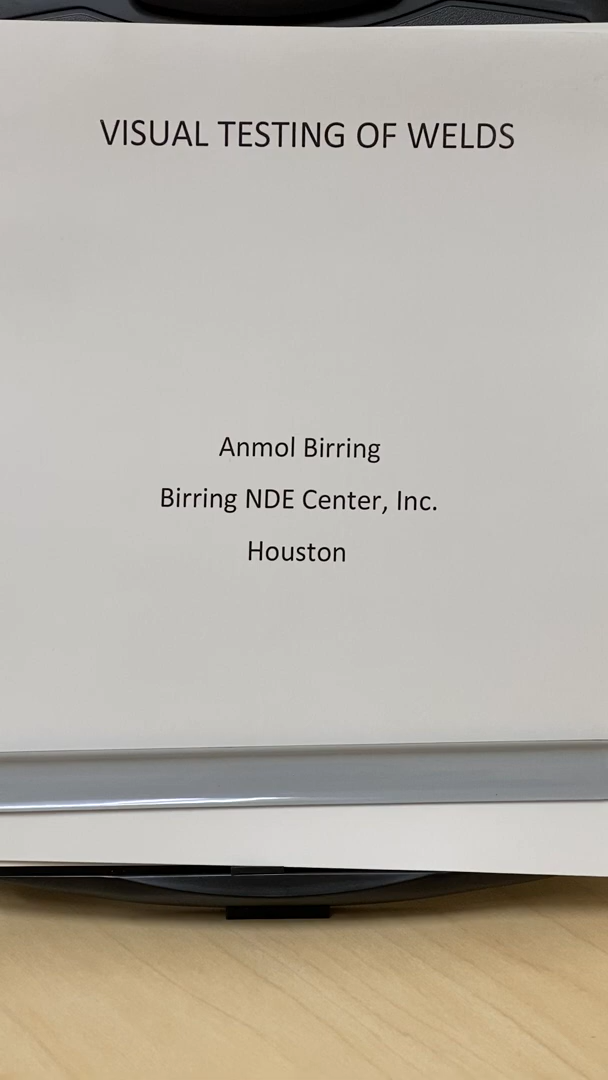 VISUAL TESTING OF WELDS
Anmol Birring
Birring NDE Center, Inc.
Houston